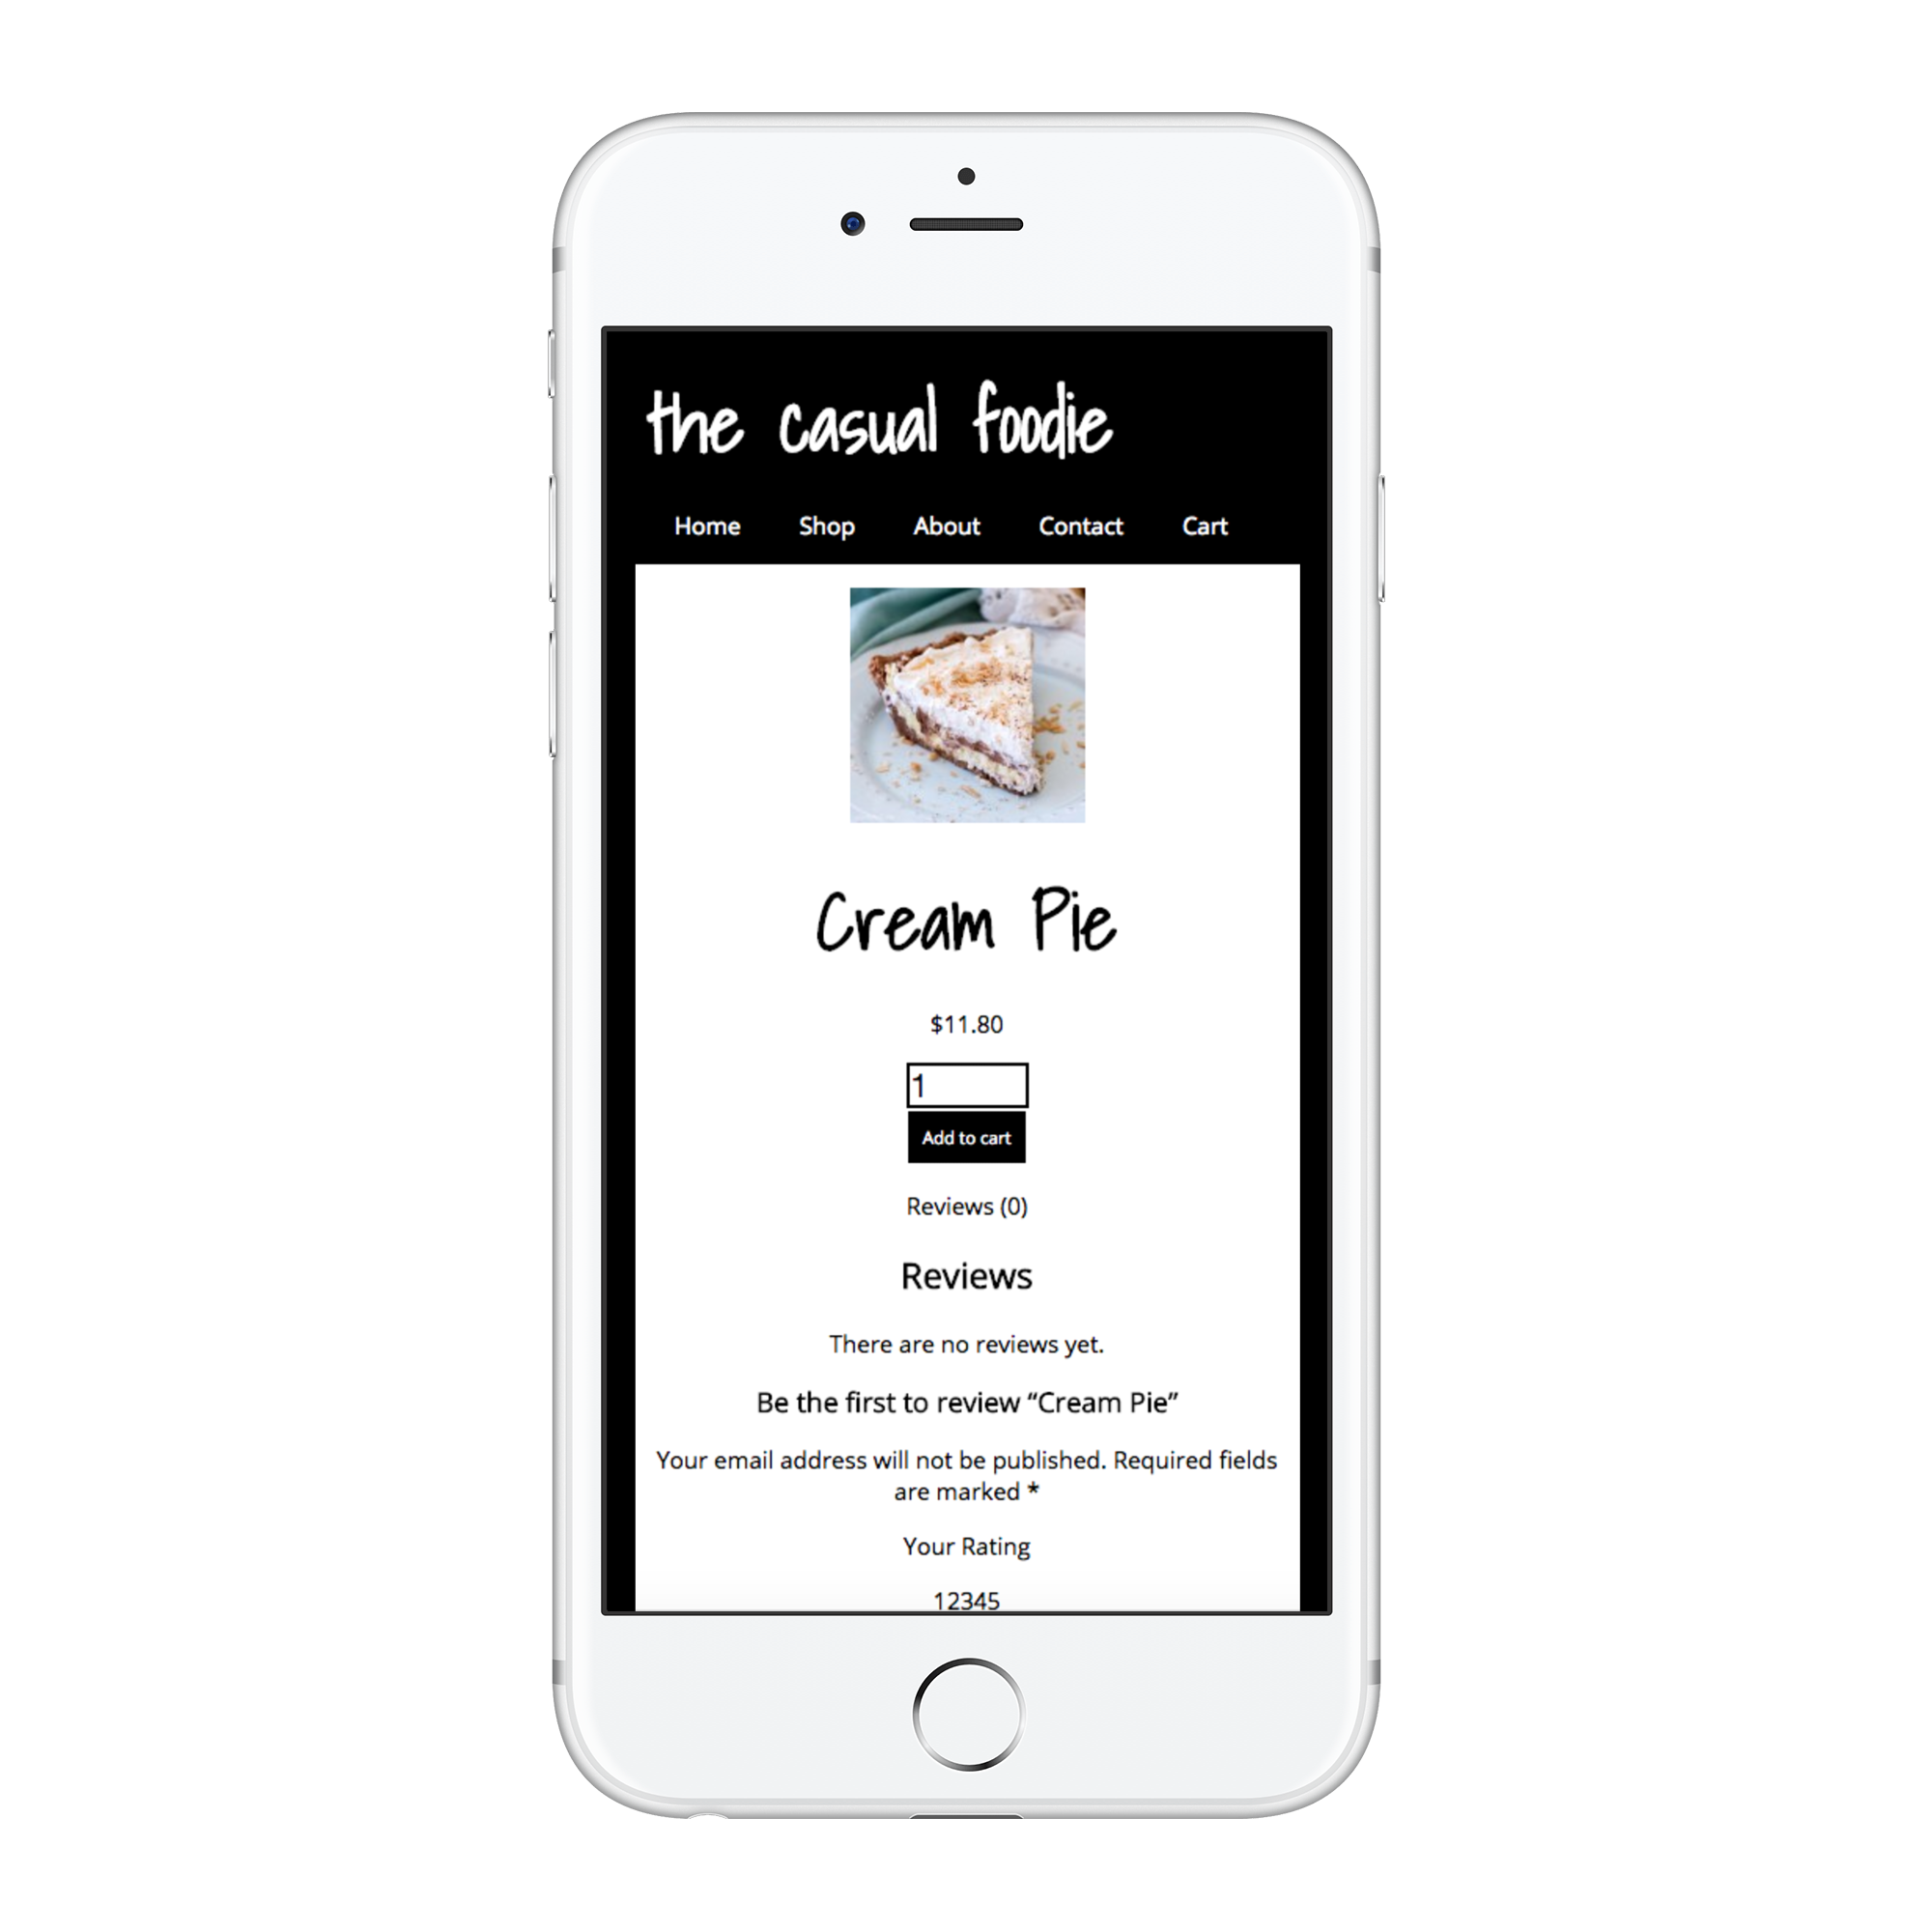 the casual foodie
Home Shop About Contact Cart
Cream Pie
$11.80
1
Add to cart
Reviews (0)
Reviews
There are no reviews yet.
Be the first to review “Cream Pie”
Your email address will not be published. Required fields
are marked *
Your Rating
12345